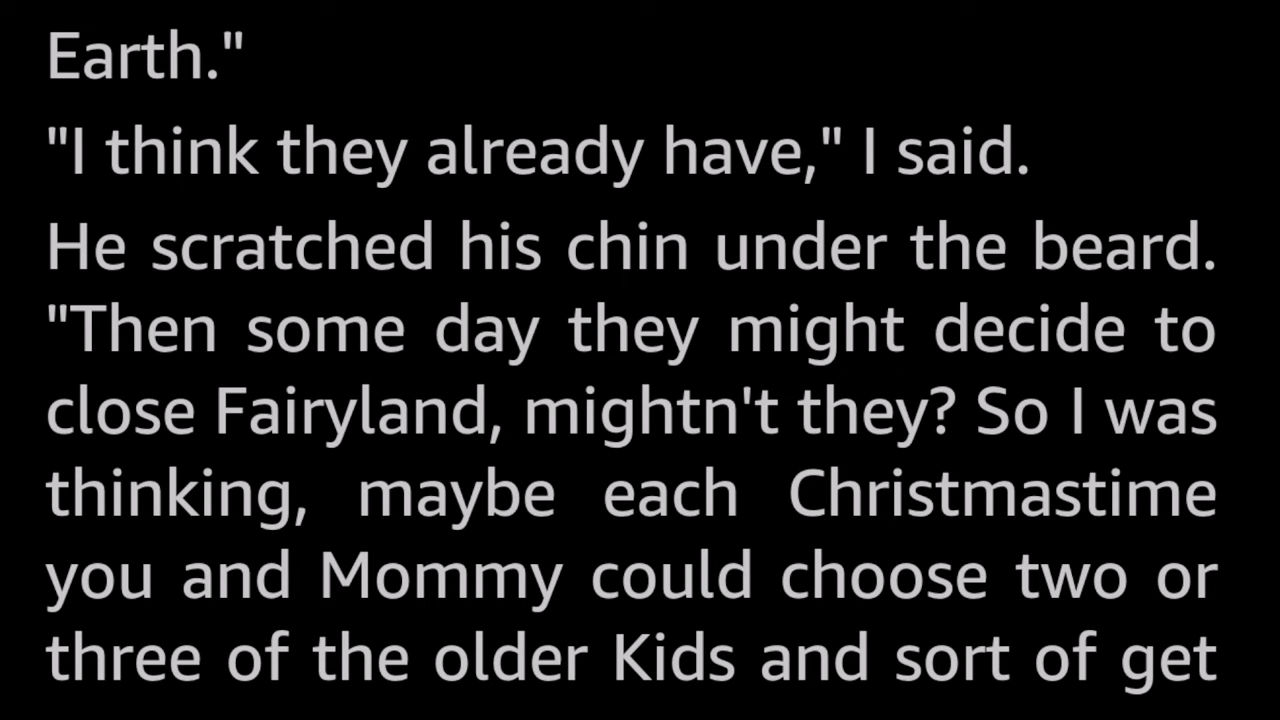 Earth."
"I think they already have," I said.
He scratched his chin under the beard.
"Then some day they might decide to
close Fairyland, mightn't they? So I was
thinking, maybe each Christmastime
you and Mommy could choose two or
three of the older Kids and sort of get